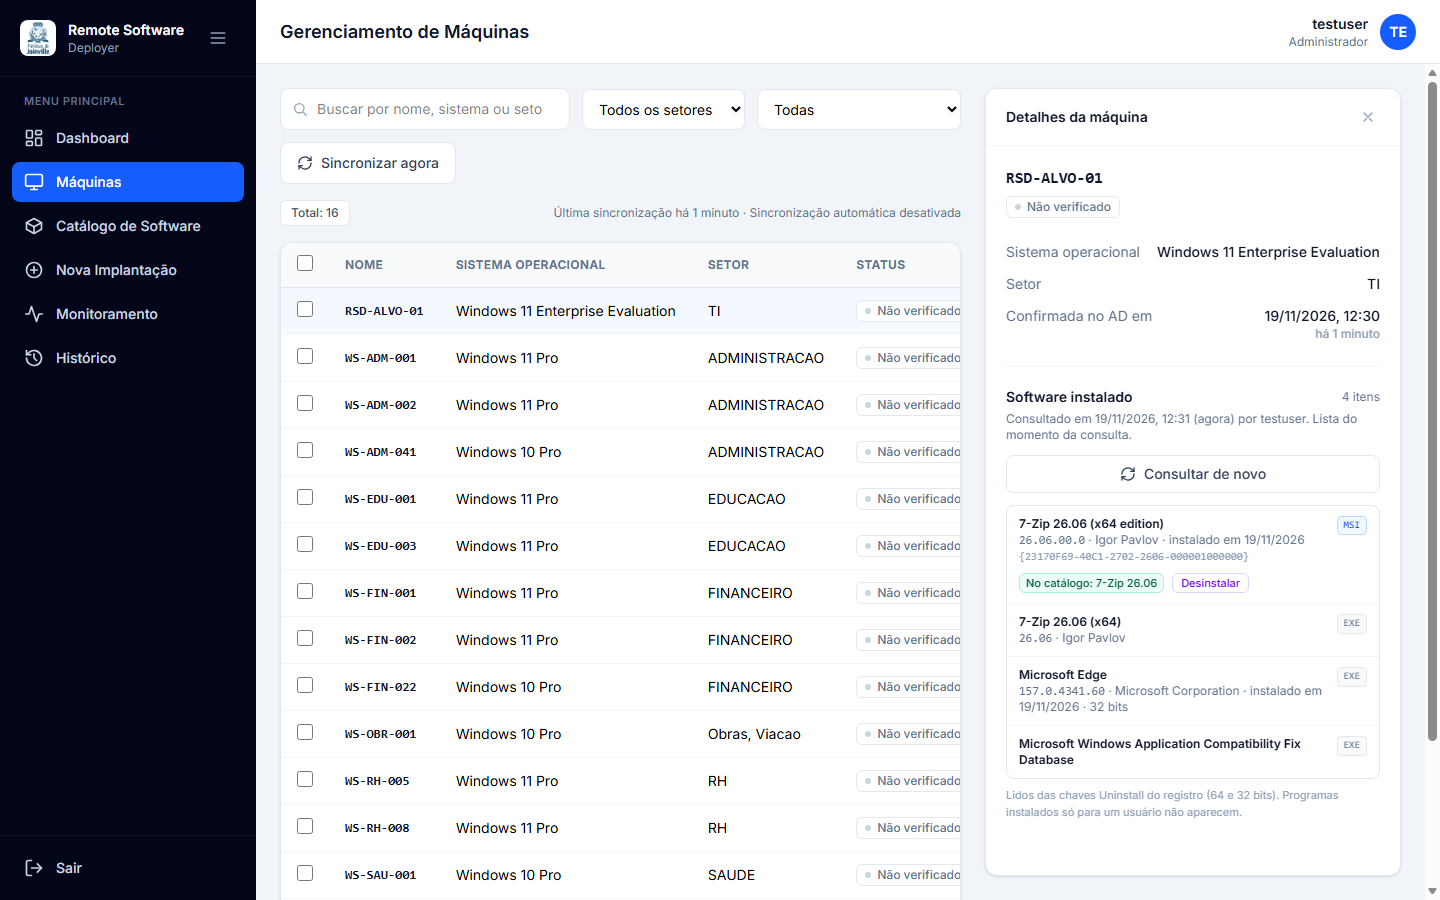 Remote Software
Deployer
MENU PRINCIPAL
Dashboard
Máquinas
Catálogo de Software
Nova Implantação
Monitoramento
Histórico
Sair
Gerenciamento de Máquinas
testuser
Administrador
TE
Buscar por nome, sistema ou seto
Todos os setores
Todas
Sincronizar agora
Total: 16
Última sincronização há 1 minuto · Sincronização automática desativada
NOME SISTEMA OPERACIONAL SETOR STATUS
RSD-ALVO-01 Windows 11 Enterprise Evaluation TI Não verificado
WS-ADM-001 Windows 11 Pro ADMINISTRACAO Não verificado
WS-ADM-002 Windows 11 Pro ADMINISTRACAO Não verificado
WS-ADM-041 Windows 10 Pro ADMINISTRACAO Não verificado
WS-EDU-001 Windows 11 Pro EDUCACAO Não verificado
WS-EDU-003 Windows 11 Pro EDUCACAO Não verificado
WS-FIN-001 Windows 11 Pro FINANCEIRO Não verificado
WS-FIN-002 Windows 11 Pro FINANCEIRO Não verificado
WS-FIN-022 Windows 10 Pro FINANCEIRO Não verificado
WS-OBR-001 Windows 10 Pro Obras, Viacao Não verificado
WS-RH-005 Windows 11 Pro RH Não verificado
WS-RH-008 Windows 11 Pro RH Não verificado
WS-SAU-001 Windows 10 Pro SAUDE Não verificado
Detalhes da máquina
RSD-ALVO-01
Não verificado
Sistema operacional Windows 11 Enterprise Evaluation
Setor TI
Confirmada no AD em 19/11/2026, 12:30
há 1 minuto
Software instalado 4 itens
Consultado em 19/11/2026, 12:31 (agora) por testuser. Lista do
momento da consulta.
Consultar de novo
7-Zip 26.06 (x64 edition) MSI
26.06.00.0 · Igor Pavlov · instalado em 19/11/2026
{23170F69-40C1-2702-2606-000001000000}
No catálogo: 7-Zip 26.06 Desinstalar
7-Zip 26.06 (x64) EXE
26.06 · Igor Pavlov
Microsoft Edge EXE
157.0.4341.60 · Microsoft Corporation · instalado em
19/11/2026 · 32 bits
Microsoft Windows Application Compatibility Fix EXE
Database
Lidos das chaves Uninstall do registro (64 e 32 bits). Programas
instalados só para um usuário não aparecem.